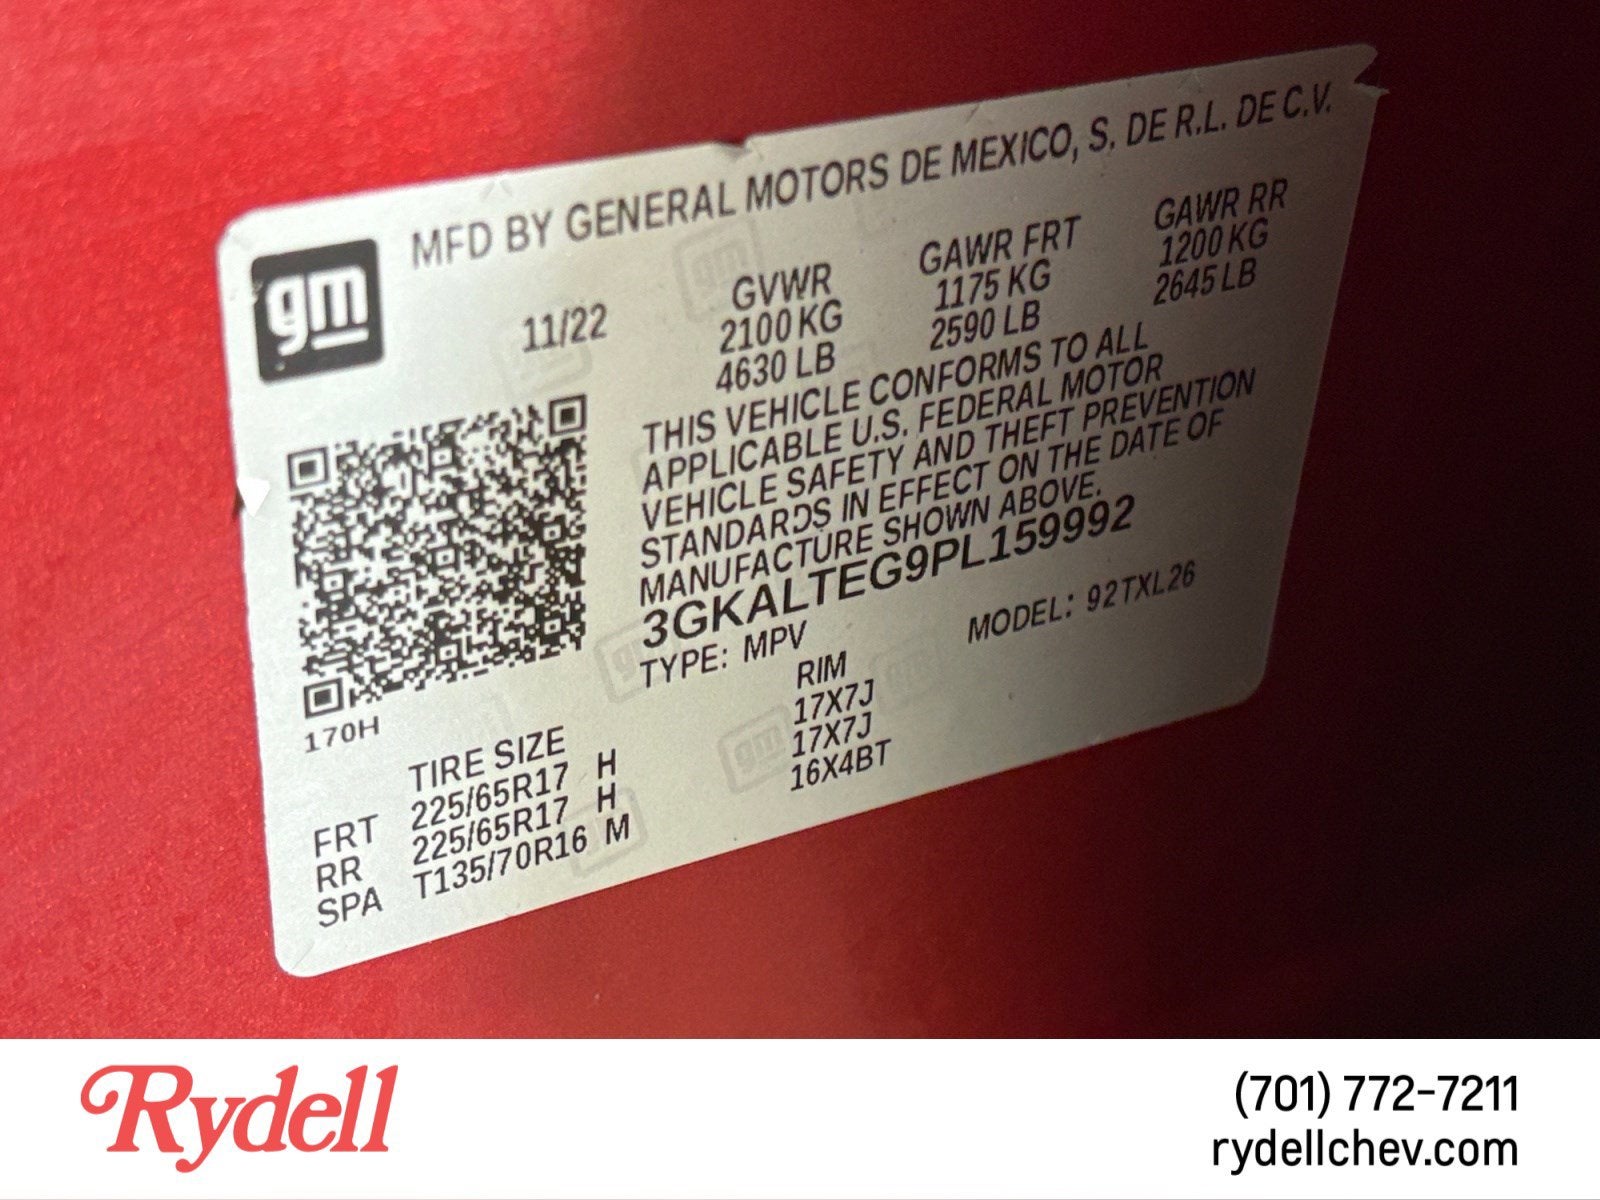 MFD BY GENERAL MOTORS DE MEXICO, S. DE R.L. DE C.V.
gm
11/22
GVWR
2100 KG
4630 LB
GAWR FRT
1175 KG
2590 LB
GAWR RR
1200 KG
2645 LB
THIS VEHICLE CONFORMS TO ALL
APPLICABLE U.S. FEDERAL MOTOR
VEHICLE SAFETY AND THEFT PREVENTION
STANDARDS IN EFFECT ON THE DATE OF
MANUFACTURE SHOWN ABOVE.
3GKALTEG9PL159992
TYPE: MPV
MODEL: 92TXL26
170H
TIRE SIZE RIM
FRT 225/65R17 H 17X7J
RR 225/65R17 H 17X7J
SPA T135/70R16 M 16X4BT
Rydell
(701) 772-7211
rydellchev.com